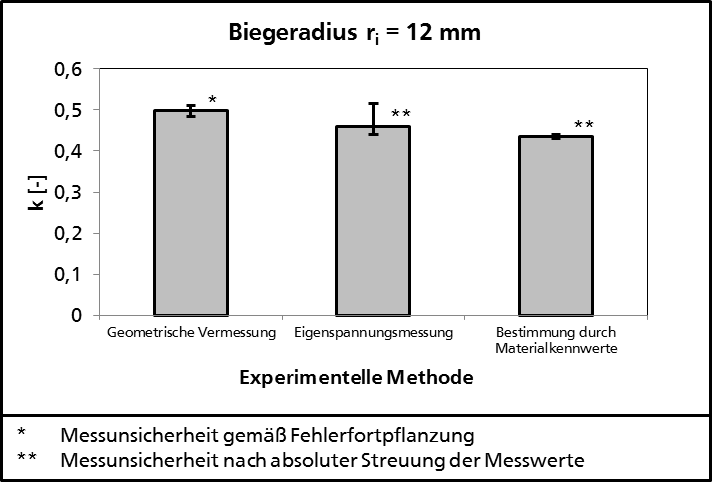 Biegeradius ri = 12 mm
0,6
0,5
0,4
0,3
0,2
0,1
0
k [-]
*
**
**
Geometrische Vermessung
Eigenspannungsmessung
Bestimmung durch
Materialkennwerte
Experimentelle Methode
* Messunsicherheit gemäß Fehlerfortpflanzung
** Messunsicherheit nach absoluter Streuung der Messwerte